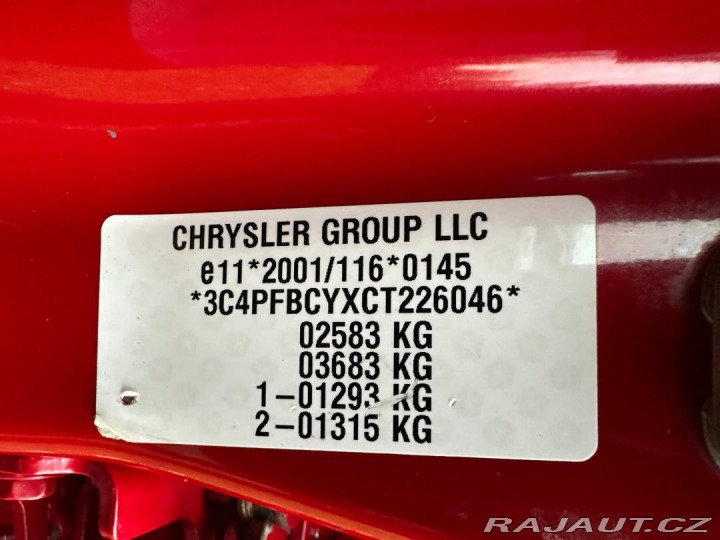 CHRYSLER GROUP LLC
e11*2001/116*0145
*3C4PFBCYXCT226046*
02583 KG
03683 KG
1-01293 KG
2-01315 KG
RAJAUT.CZ